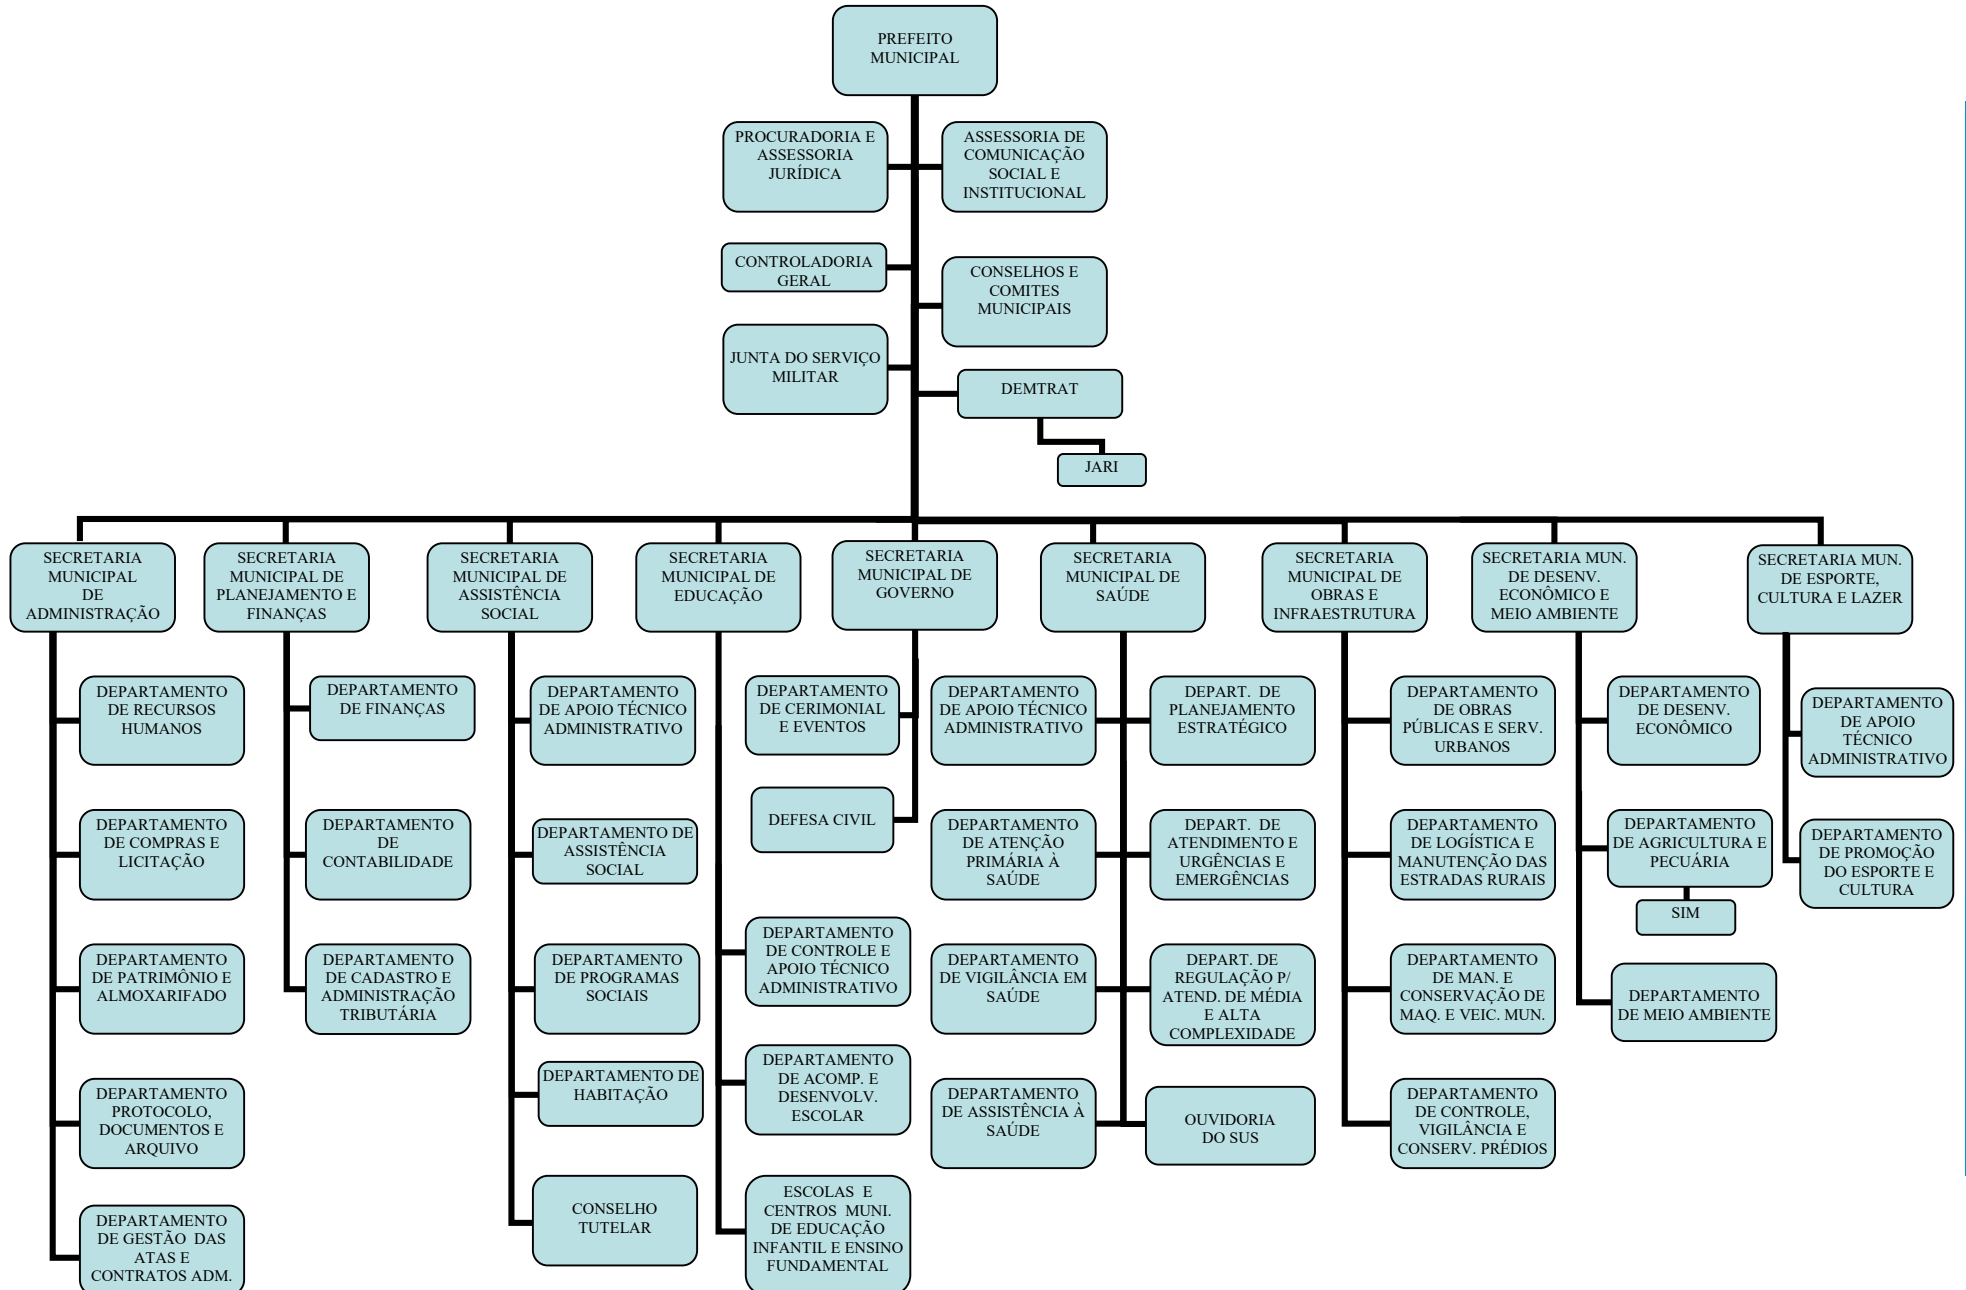 PREFEITO
MUNICIPAL
PROCURADORIA E
ASSESSORIA
JURÍDICA
ASSESSORIA DE
COMUNICAÇÃO
SOCIAL E
INSTITUCIONAL
CONTROLADORIA
GERAL
CONSELHOS E
COMITES
MUNICIPAIS
JUNTA DO SERVIÇO
MILITAR
DEMTRAT
JARI
SECRETARIA
MUNICIPAL
DE
ADMINISTRAÇÃO
SECRETARIA
MUNICIPAL DE
PLANEJAMENTO E
FINANÇAS
SECRETARIA
MUNICIPAL DE
ASSISTÊNCIA
SOCIAL
SECRETARIA
MUNICIPAL DE
EDUCAÇÃO
SECRETARIA
MUNICIPAL DE
GOVERNO
SECRETARIA
MUNICIPAL DE
SAÚDE
SECRETARIA
MUNICIPAL DE
OBRAS E
INFRAESTRUTURA
SECRETARIA MUN.
DE DESENV.
ECONÔMICO E
MEIO AMBIENTE
SECRETARIA MUN.
DE ESPORTE,
CULTURA E LAZER
DEPARTAMENTO
DE RECURSOS
HUMANOS
DEPARTAMENTO
DE FINANÇAS
DEPARTAMENTO
DE APOIO TÉCNICO
ADMINISTRATIVO
DEPARTAMENTO
DE CERIMONIAL
E EVENTOS
DEPARTAMENTO
DE APOIO TÉCNICO
ADMINISTRATIVO
DEPART. DE
PLANEJAMENTO
ESTRATÉGICO
DEPARTAMENTO
DE OBRAS
PÚBLICAS E SERV.
URBANOS
DEPARTAMENTO
DE DESENV.
ECONÔMICO
DEPARTAMENTO
DE APOIO
TÉCNICO
ADMINISTRATIVO
DEPARTAMENTO
DE COMPRAS E
LICITAÇÃO
DEPARTAMENTO
DE
CONTABILIDADE
DEPARTAMENTO DE
ASSISTÊNCIA
SOCIAL
DEFESA CIVIL
DEPARTAMENTO
DE ATENÇÃO
PRIMÁRIA À
SAÚDE
DEPART. DE
ATENDIMENTO E
URGÊNCIAS E
EMERGÊNCIAS
DEPARTAMENTO
DE LOGÍSTICA E
MANUTENÇÃO DAS
ESTRADAS RURAIS
DEPARTAMENTO
DE AGRICULTURA E
PECUÁRIA
SIM
DEPARTAMENTO
DE PROMOÇÃO
DO ESPORTE E
CULTURA
DEPARTAMENTO
DE PATRIMÔNIO E
ALMOXARIFADO
DEPARTAMENTO
DE CADASTRO E
ADMINISTRAÇÃO
TRIBUTÁRIA
DEPARTAMENTO
DE PROGRAMAS
SOCIAIS
DEPARTAMENTO
DE CONTROLE E
APOIO TÉCNICO
ADMINISTRATIVO
DEPARTAMENTO
DE VIGILÂNCIA EM
SAÚDE
DEPART. DE
REGULAÇÃO P/
ATEND. DE MÉDIA
E ALTA
COMPLEXIDADE
DEPARTAMENTO
DE MAN. E
CONSERVAÇÃO DE
MAQ. E VEIC. MUN.
DEPARTAMENTO
DE MEIO AMBIENTE
DEPARTAMENTO
PROTOCOLO,
DOCUMENTOS E
ARQUIVO
DEPARTAMENTO DE
HABITAÇÃO
DEPARTAMENTO
DE ACOMP. E
DESENVOLV.
ESCOLAR
DEPARTAMENTO
DE ASSISTÊNCIA À
SAÚDE
OUVIDORIA
DO SUS
DEPARTAMENTO
DE CONTROLE,
VIGILÂNCIA E
CONSERV. PRÉDIOS
DEPARTAMENTO
DE GESTÃO DAS
ATAS E
CONTRATOS ADM.
CONSELHO
TUTELAR
ESCOLAS E
CENTROS MUNI.
DE EDUCAÇÃO
INFANTIL E ENSINO
FUNDAMENTAL